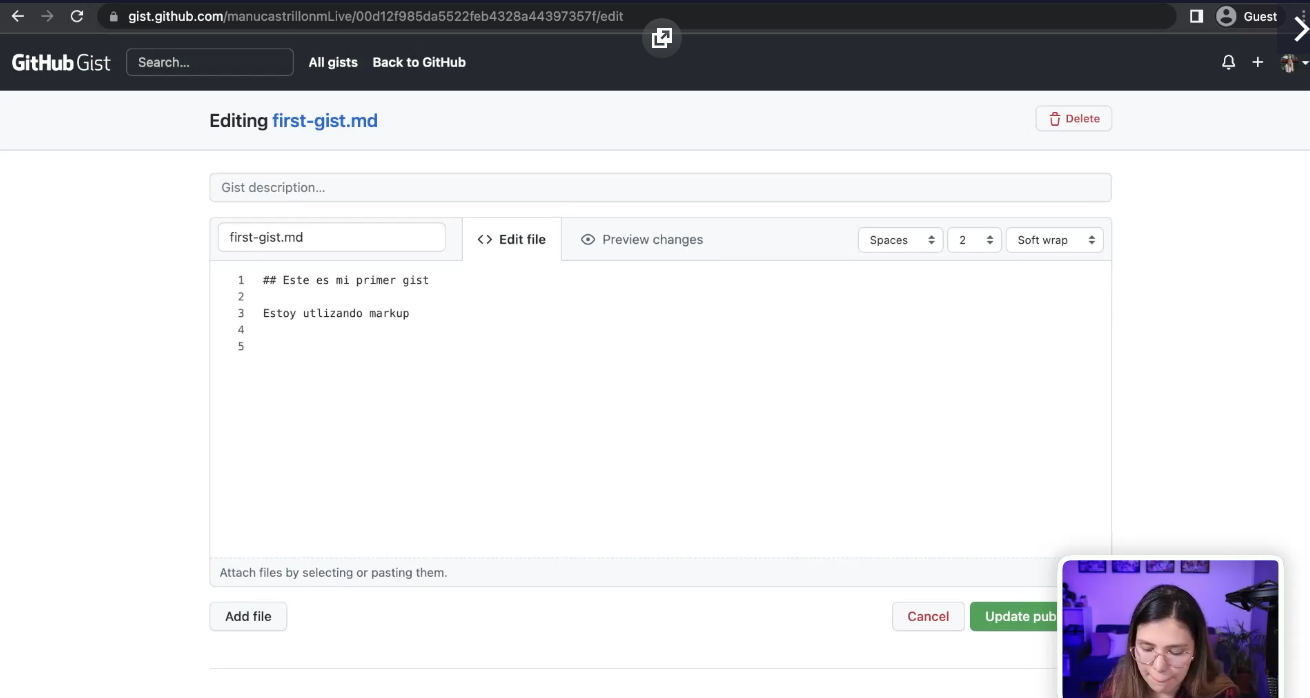 gist.github.com/manucastrillonmLive/00d12f985da5522feb4328a44397357f/edit
Guest
GitHub Gist
Search...
All gists
Back to GitHub
Editing first-gist.md
Delete
Gist description...
first-gist.md
Edit file
Preview changes
Spaces
2
Soft wrap
1 ## Este es mi primer gist
2
3 Estoy utlizando markup
4
5
Attach files by selecting or pasting them.
Add file
Cancel
Update pub